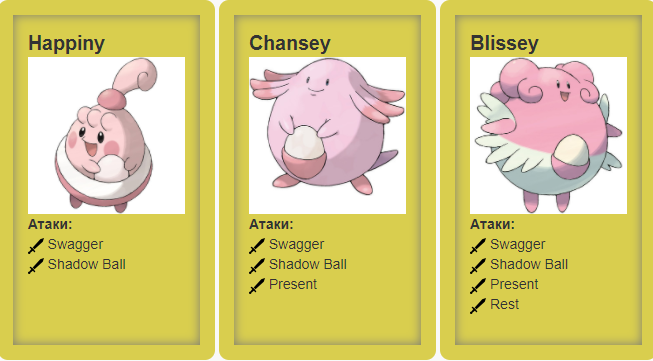 Happiny
Атаки:
Swagger
Shadow Ball
Chansey
Атаки:
Swagger
Shadow Ball
Present
Blissey
Атаки:
Swagger
Shadow Ball
Present
Rest